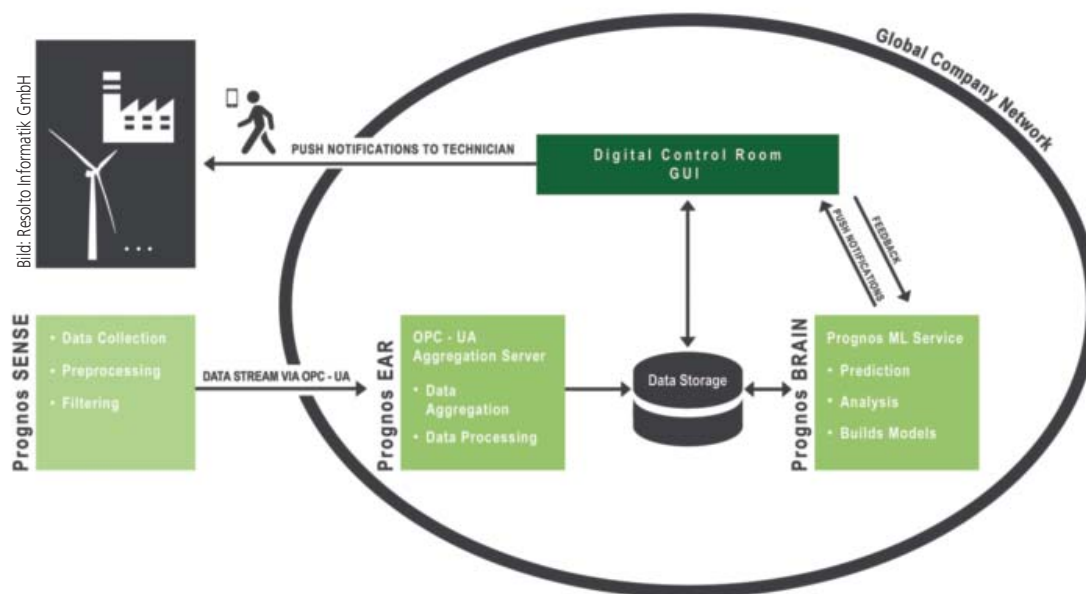 Bild: Resolto Informatik GmbH
Global Company Network
PUSH NOTIFICATIONS TO TECHNICIAN
Digital Control Room
GUI
PUSH NOTIFICATIONS
FEEDBACK
Prognos SENSE
• Data Collection
• Preprocessing
• Filtering
DATA STREAM VIA OPC - UA
Prognos EAR
OPC - UA
Aggregation Server
• Data
Aggregation
• Data Processing
Data Storage
Prognos BRAIN
Prognos ML Service
• Prediction
• Analysis
• Builds Models